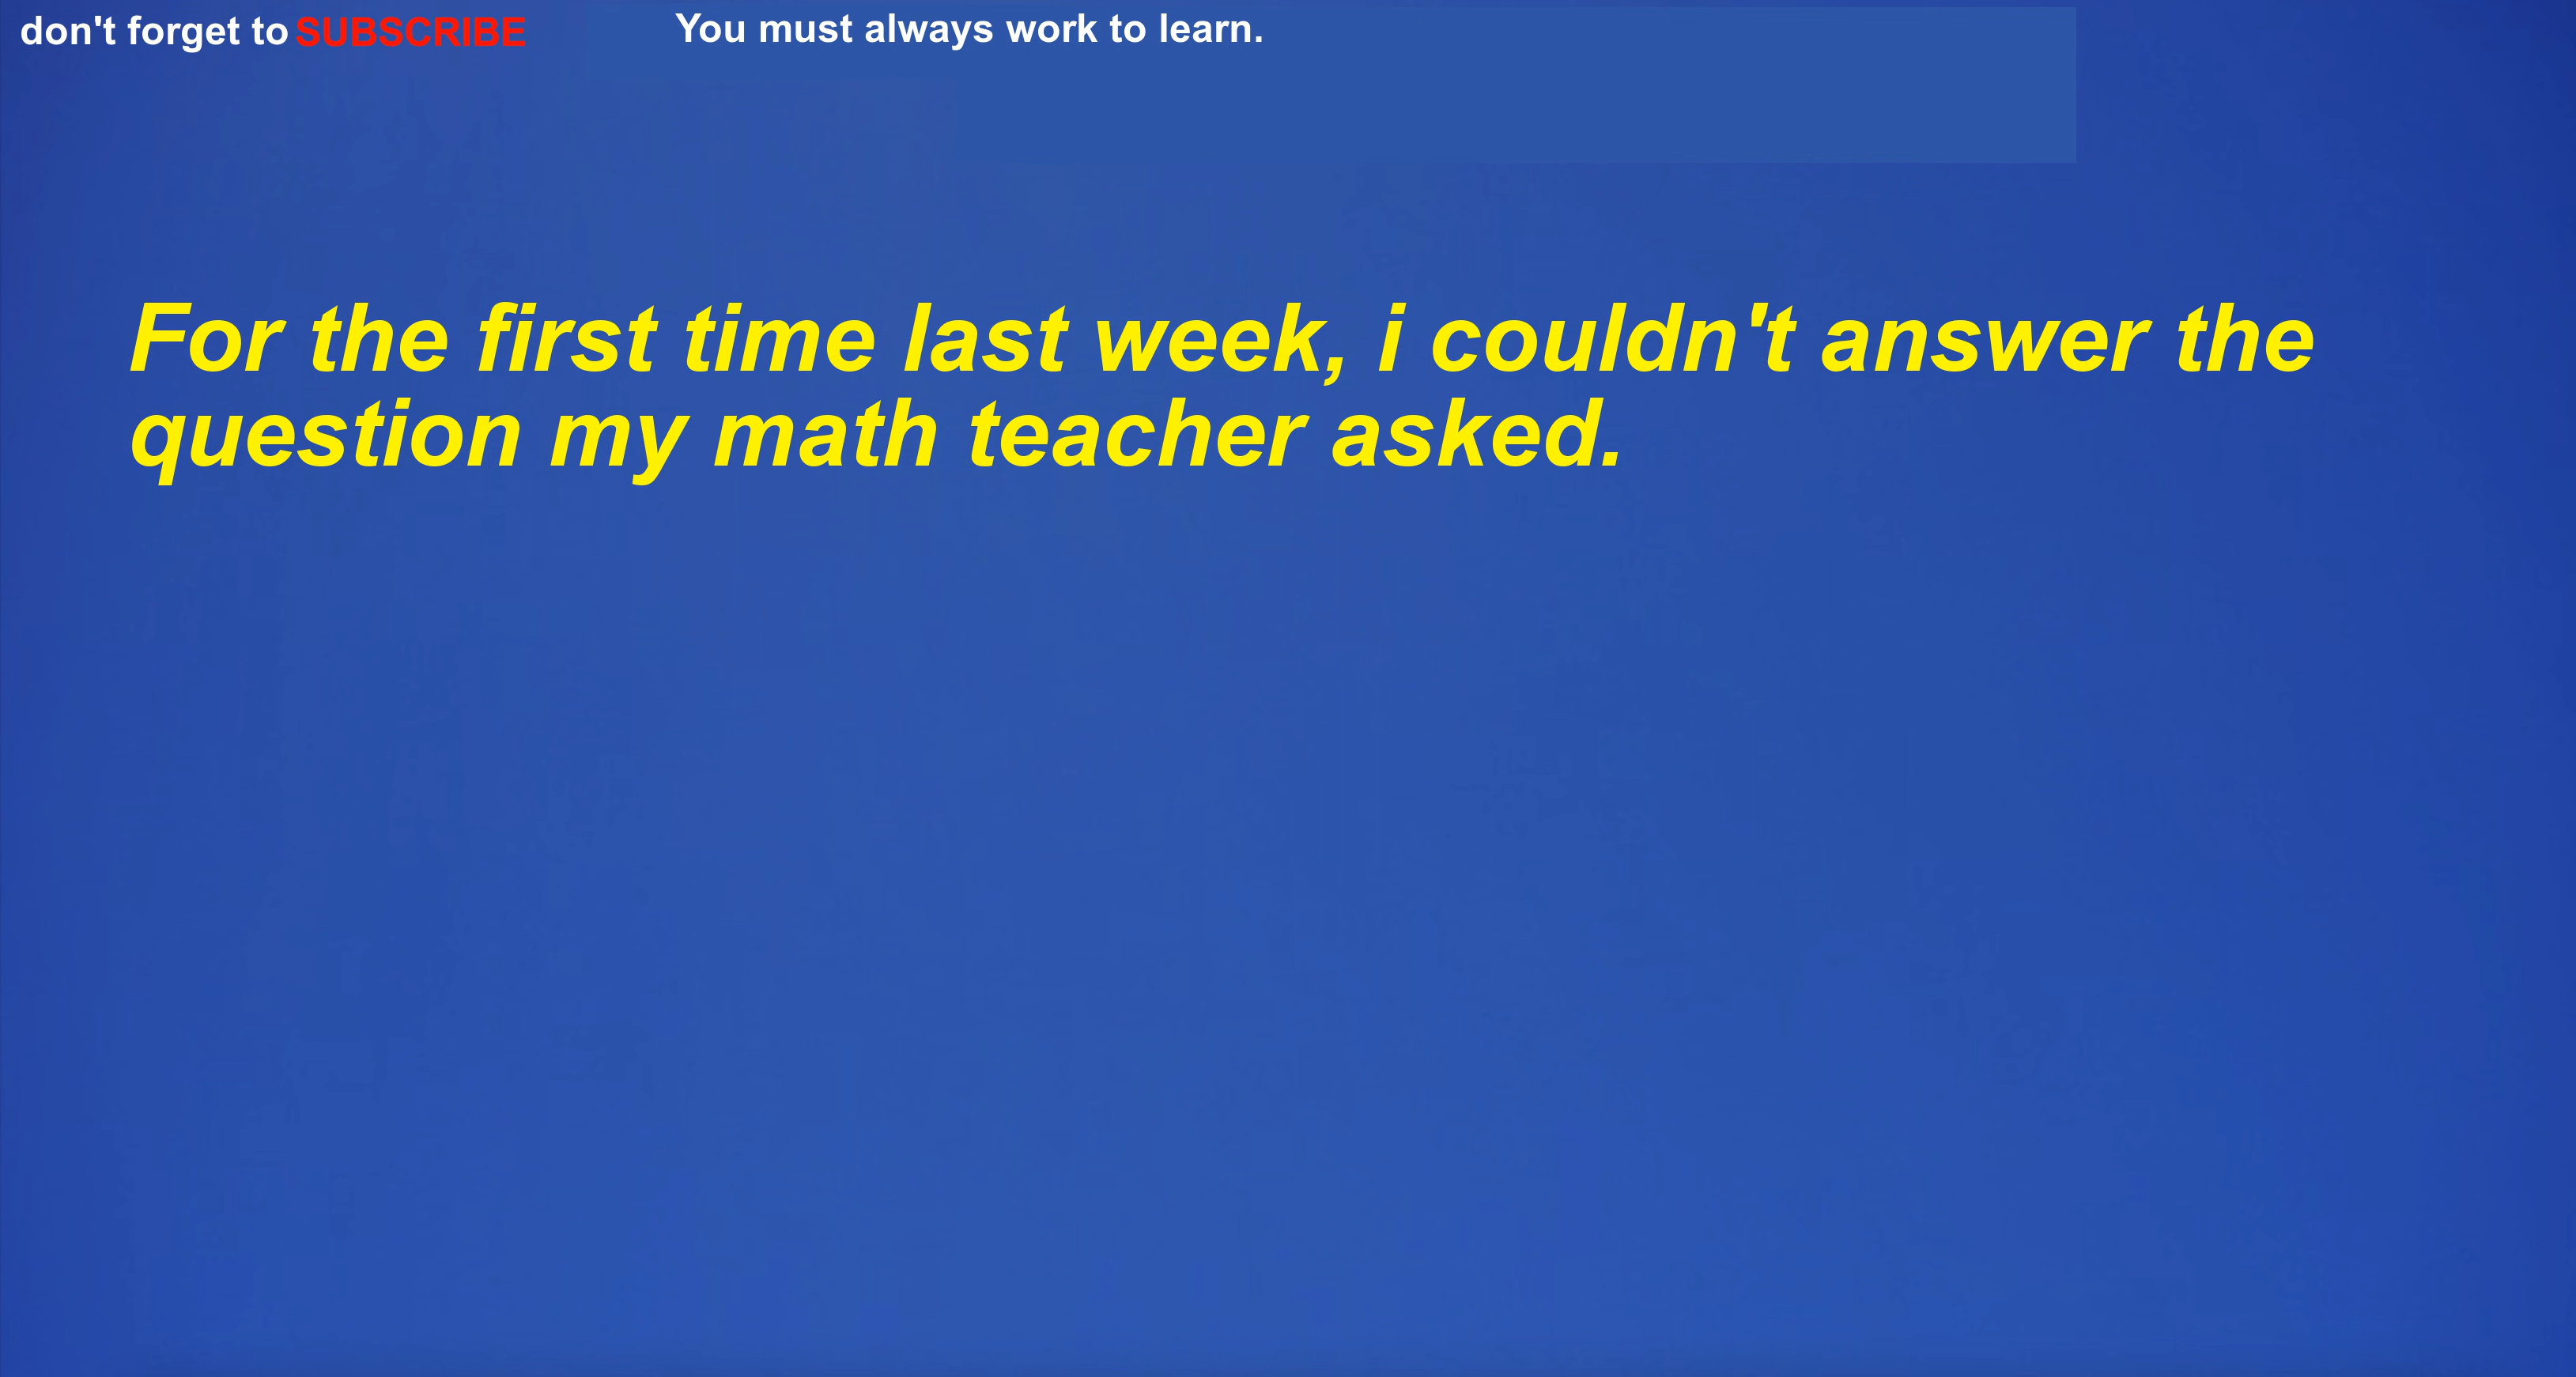 don't forget to SUBSCRIBE
You must always work to learn.
For the first time last week, i couldn't answer the
question my math teacher asked.